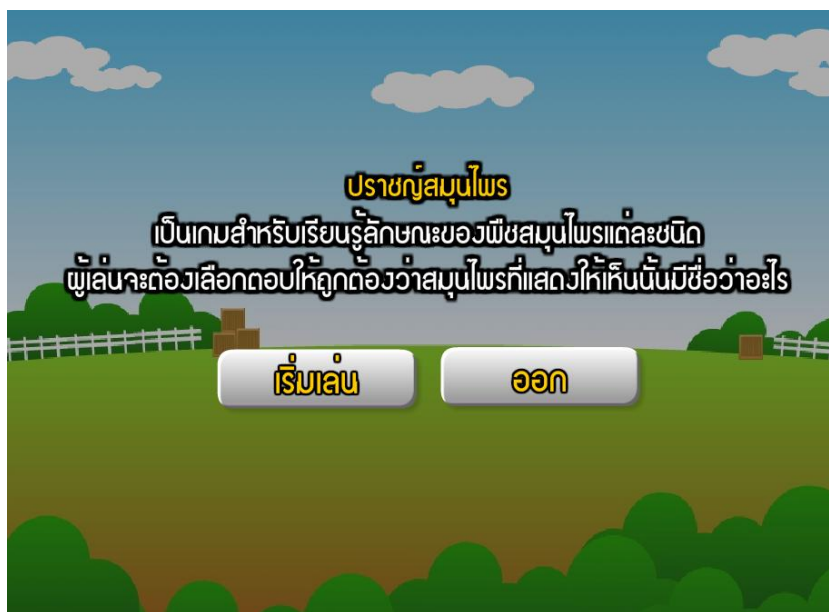 ปราชญ์สมุนไพร
เป็นเกมสำหรับเรียนรู้ลักษณะของพืชสมุนไพรแต่ละชนิด
ผู้เล่นจะต้องเลือกตอบให้ถูกต้องว่าสมุนไพรที่แสดงให้เห็นนั้นมีชื่อว่าอะไร
เริ่มเล่น
ออก